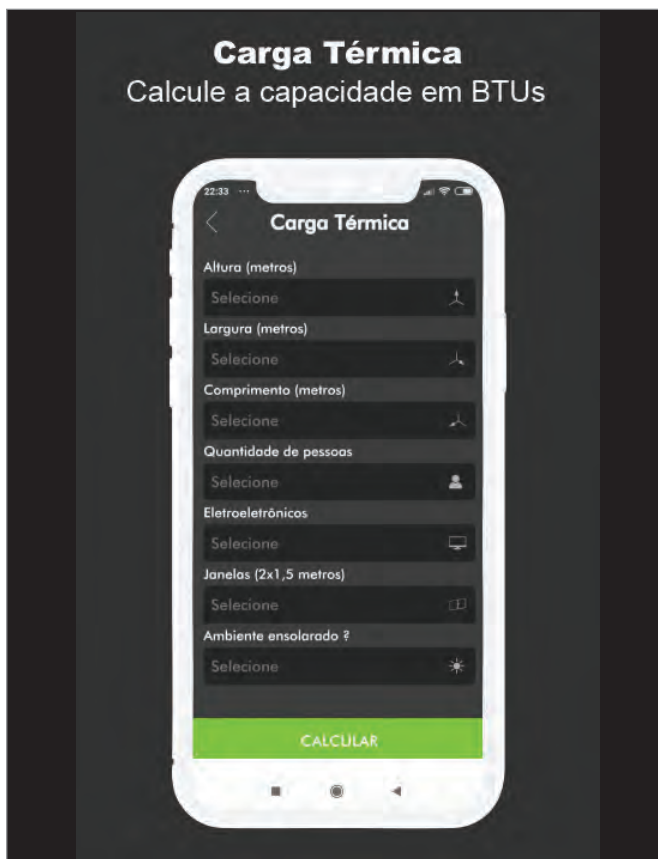 Carga Térmica
Calcule a capacidade em BTUs
22:33 ...
Carga Térmica
Altura (metros)
Selecione
Largura (metros)
Selecione
Comprimento (metros)
Selecione
Quantidade de pessoas
Selecione
Eletroeletrônicos
Selecione
Janelas (2x1,5 metros)
Selecione
Ambiente ensolarado ?
Selecione
CALCULAR